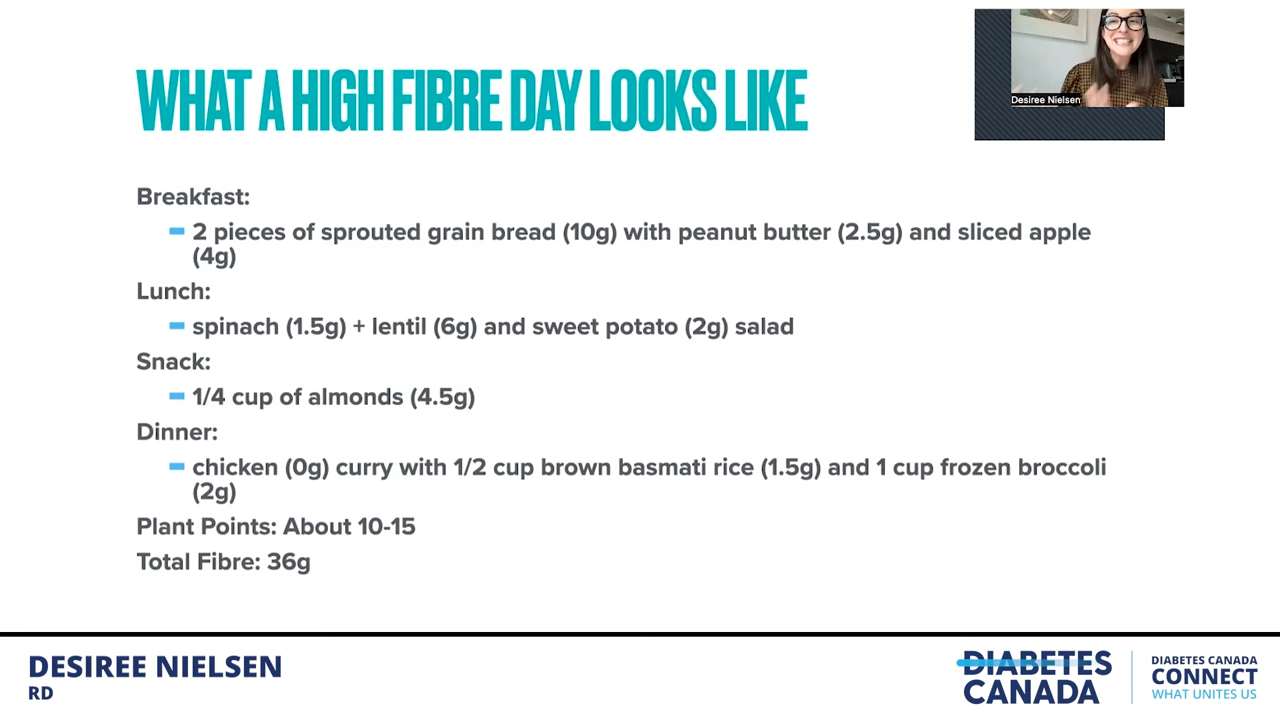 WHAT A HIGH FIBRE DAY LOOKS LIKE
Desiree Nielsen
Breakfast:
2 pieces of sprouted grain bread (10g) with peanut butter (2.5g) and sliced apple
(4g)
Lunch:
spinach (1.5g) + lentil (6g) and sweet potato (2g) salad
Snack:
1/4 cup of almonds (4.5g)
Dinner:
chicken (0g) curry with 1/2 cup brown basmati rice (1.5g) and 1 cup frozen broccoli
(2g)
Plant Points: About 10-15
Total Fibre: 36g
DESIREE NIELSEN
RD
DIABETES
CANADA
DIABETES CANADA
CONNECT
WHAT UNITES US